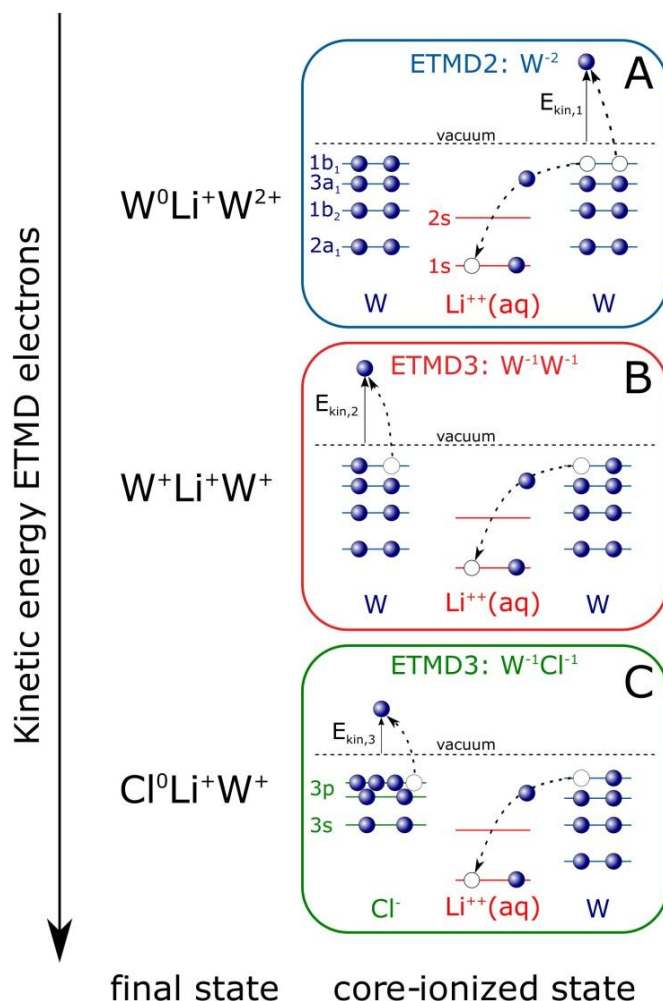 Kinetic energy ETMD electrons
ETMD2: W⁻²
A
E_kin,1
vacuum
1b₁
3a₁
1b₂
2a₁
2s
1s
W
Li⁺⁺(aq)
W
W⁰Li⁺W²⁺
ETMD3: W⁻¹W⁻¹
B
E_kin,2
vacuum
W
Li⁺⁺(aq)
W
W⁺Li⁺W⁺
ETMD3: W⁻¹Cl⁻¹
C
E_kin,3
vacuum
3p
3s
Cl⁻
Li⁺⁺(aq)
W
Cl⁰Li⁺W⁺
final state
core-ionized state